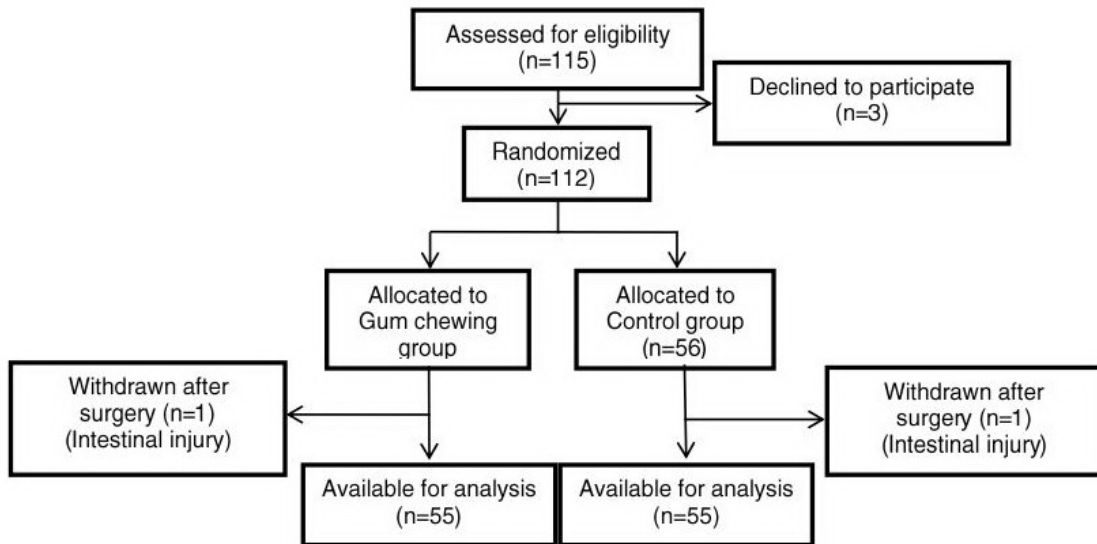 Assessed for eligibility
(n=115)
Declined to participate
(n=3)
Randomized
(n=112)
Allocated to
Gum chewing
group
Allocated to
Control group
(n=56)
Withdrawn after
surgery (n=1)
(Intestinal injury)
Withdrawn after
surgery (n=1)
(Intestinal injury)
Available for analysis
(n=55)
Available for analysis
(n=55)